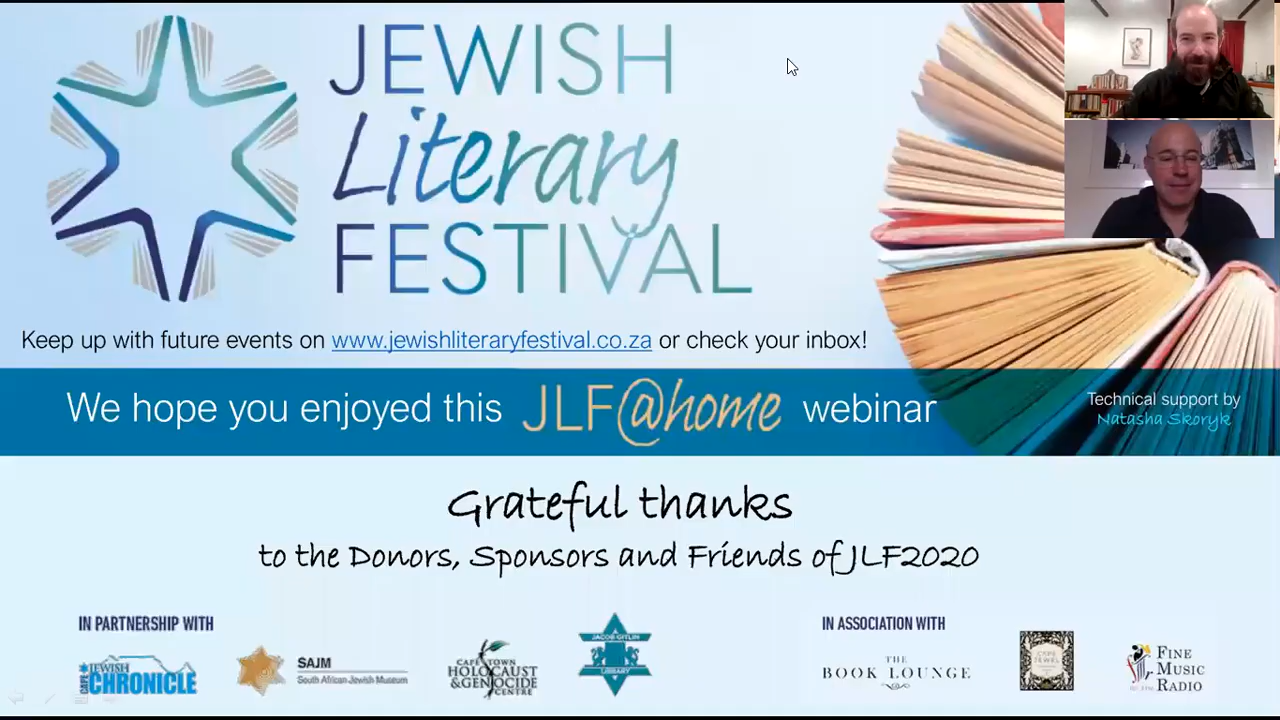 JEWISH
Literary
FESTIVAL
Keep up with future events on www.jewishliteraryfestival.co.za or check your inbox!
We hope you enjoyed this JLF@home webinar
Technical support by
Natasha Skoryk
Grateful thanks
to the Donors, Sponsors and Friends of JLF2020
IN PARTNERSHIP WITH
CAPE JEWISH
CHRONICLE
SAJM
South African Jewish Museum
CAPE TOWN
HOLOCAUST
& GENOCIDE
CENTRE
JACOB GITLIN
LIBRARY
IN ASSOCIATION WITH
THE
BOOK LOUNGE
CAPE
JEWEL
FINE
MUSIC
RADIO